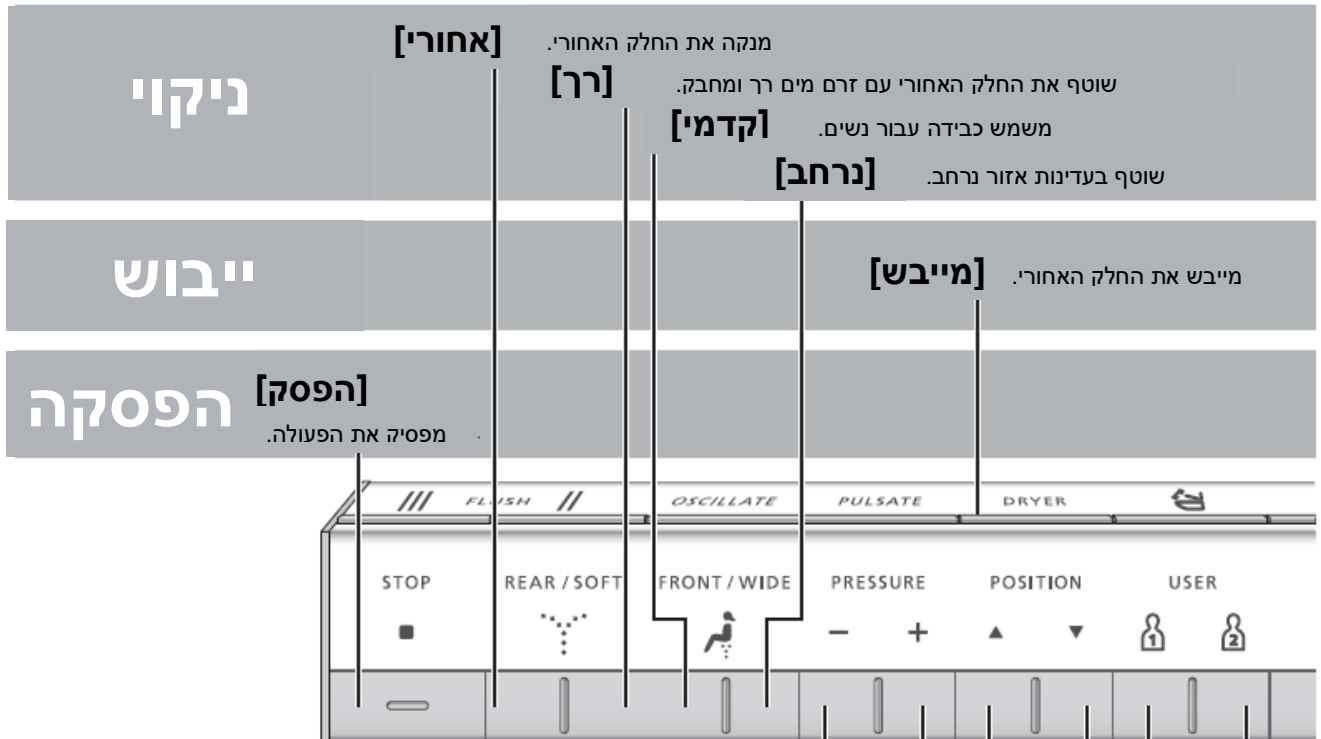 [אחורי] מנקה את החלק האחורי.
ניקוי
[רך] שוטף את החלק האחורי עם זרם מים רך ומחבק.
[קדמי] משמש כבידה עבור נשים.
[נרחב] שוטף בעדינות אזור נרחב.
ייבוש
[מייבש] מייבש את החלק האחורי.
הפסקה
[הפסק]
מפסיק את הפעולה.
FLUSH OSCILLATE PULSATE DRYER
STOP REAR / SOFT FRONT / WIDE PRESSURE POSITION USER
− + ▲ ▼ 1 2